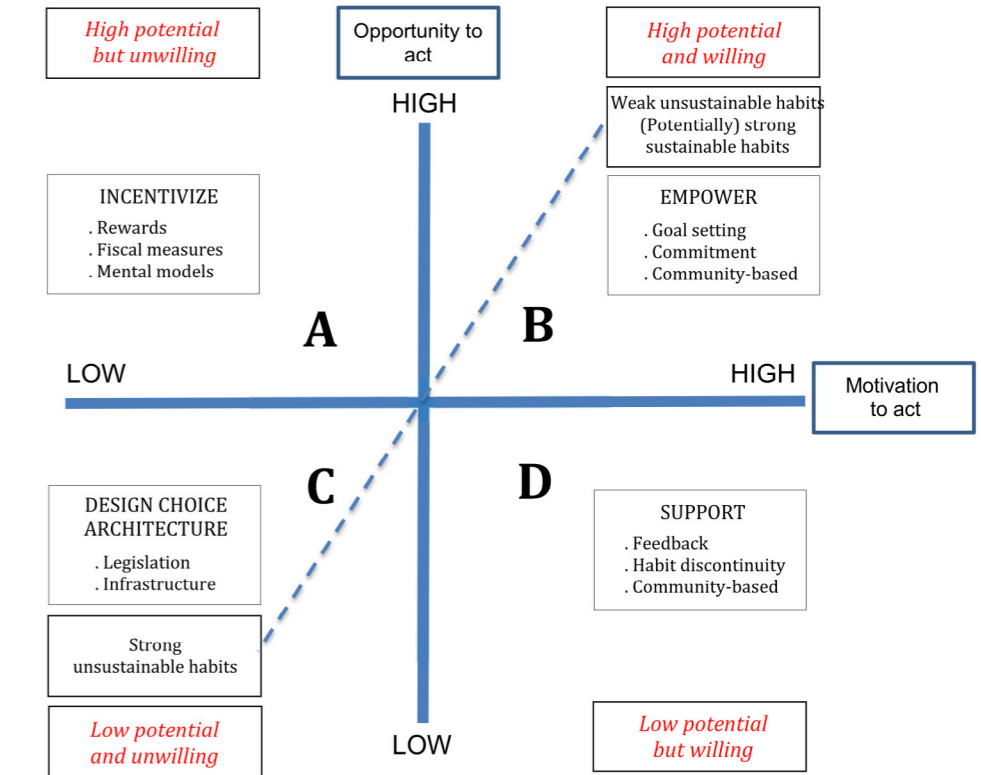 High potential
but unwilling
Opportunity to
act
High potential
and willing
HIGH
Weak unsustainable habits
(Potentially) strong
sustainable habits
INCENTIVIZE
. Rewards
. Fiscal measures
. Mental models
EMPOWER
. Goal setting
. Commitment
. Community-based
A
B
LOW
HIGH
Motivation
to act
C
D
DESIGN CHOICE
ARCHITECTURE
. Legislation
. Infrastructure
SUPPORT
. Feedback
. Habit discontinuity
. Community-based
Strong
unsustainable habits
Low potential
and unwilling
LOW
Low potential
but willing